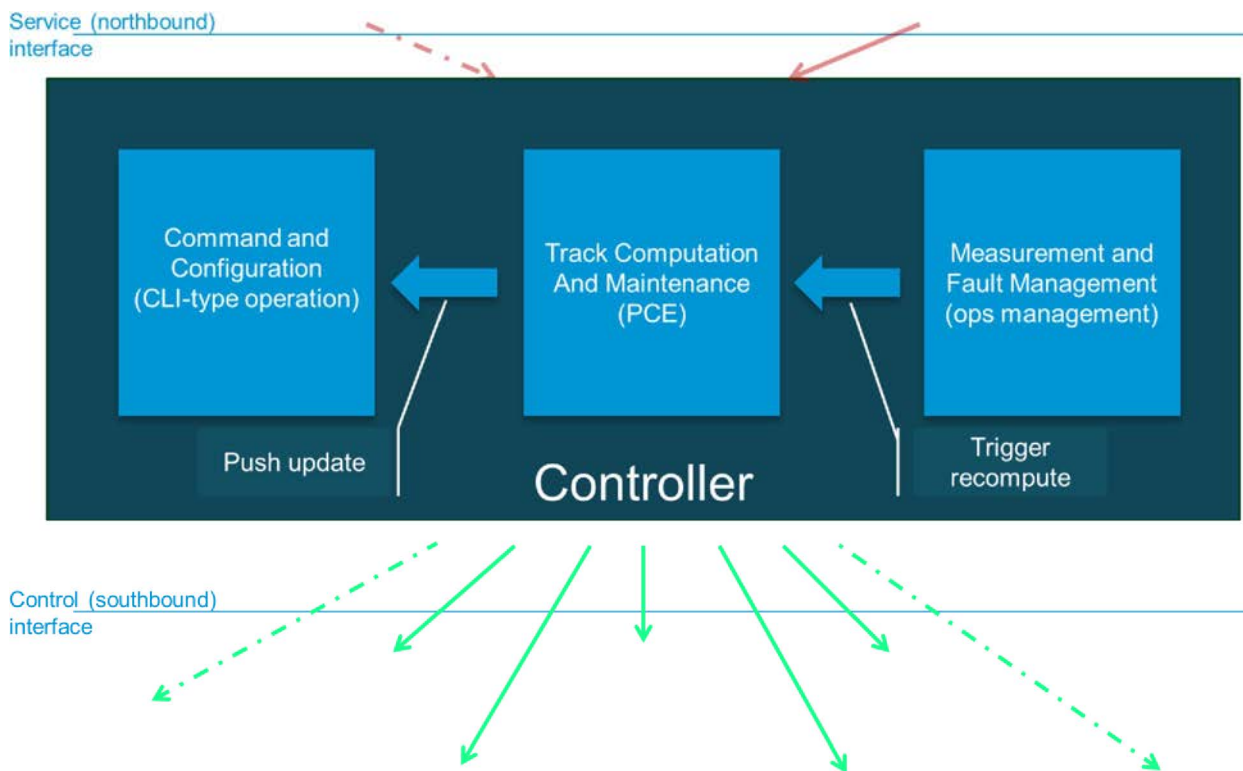 Service (northbound)
interface
Command and
Configuration
(CLI-type operation)
Track Computation
And Maintenance
(PCE)
Measurement and
Fault Management
(ops management)
Push update
Controller
Trigger
recompute
Control (southbound)
interface